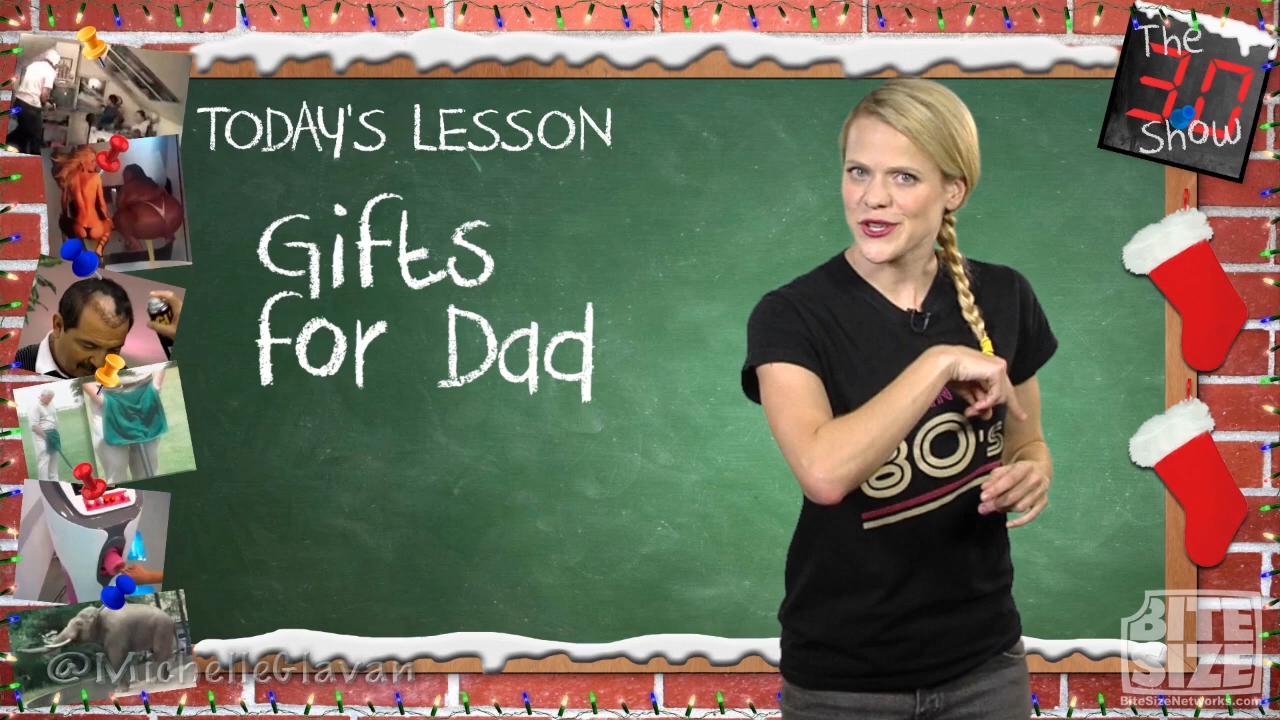 The
30
Show
TODAY'S LESSON
Gifts
for Dad
80's
@MichelleGlavan
BITE
SIZE
BiteSizeNetworks.com